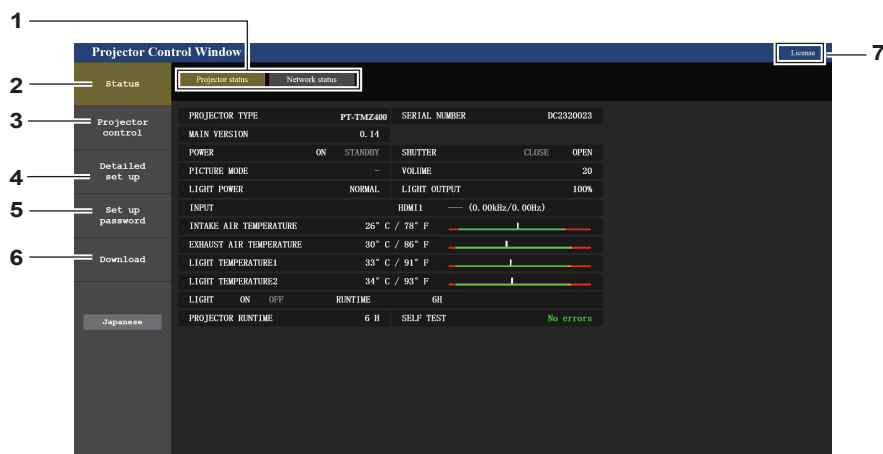 1
Projector Control Window
License
7
2
Status
Projector status
Network status
3
Projector
control
4
Detailed
set up
5
Set up
password
6
Download
Japanese
PROJECTOR TYPE PT-TMZ400 SERIAL NUMBER DC2320023
MAIN VERSION 0.14
POWER ON STANDBY SHUTTER CLOSE OPEN
PICTURE MODE – VOLUME 20
LIGHT POWER NORMAL LIGHT OUTPUT 100%
INPUT HDMI1 --- (0.00kHz/0.00Hz)
INTAKE AIR TEMPERATURE 26° C / 78° F
EXHAUST AIR TEMPERATURE 30° C / 86° F
LIGHT TEMPERATURE1 33° C / 91° F
LIGHT TEMPERATURE2 34° C / 93° F
LIGHT ON OFF RUNTIME 6H
PROJECTOR RUNTIME 6 H SELF TEST No errors